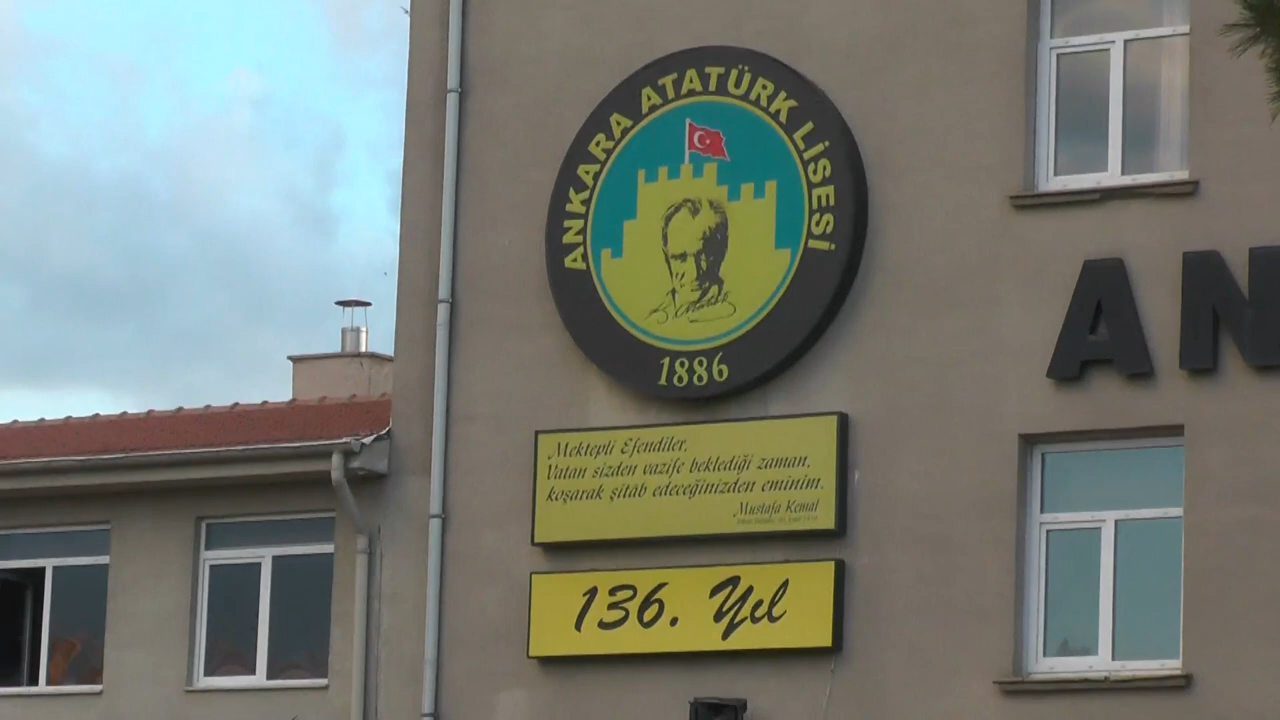 ANKARA ATATÜRK LİSESİ
1886
Mektepli Efendiler,
Vatan sizden vazife beklediği zaman,
koşarak şitâb edeceğinizden eminim.
Mustafa Kemal
136. Yıl
AN